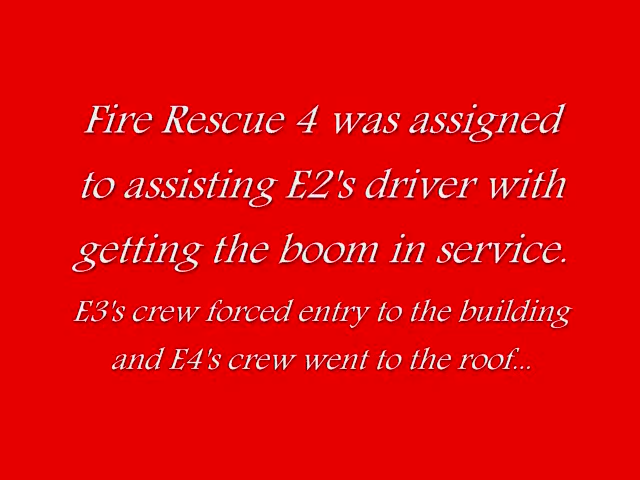 Fire Rescue 4 was assigned
to assisting E2's driver with
getting the boom in service.
E3's crew forced entry to the building
and E4's crew went to the roof...